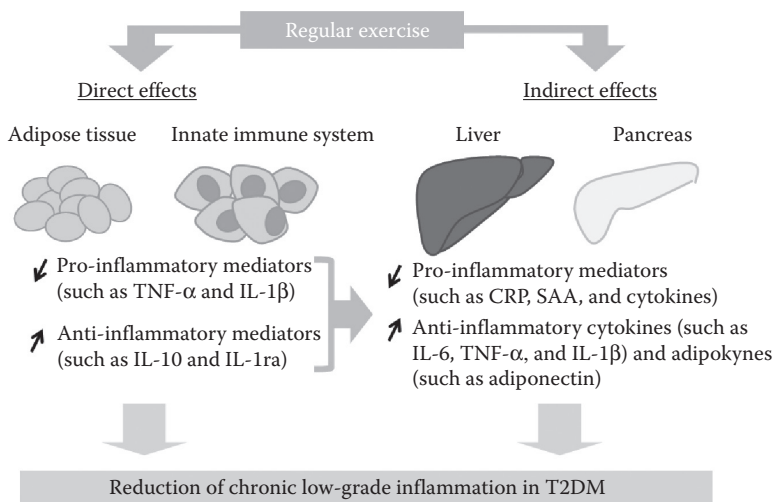 Regular exercise
Direct effects
Indirect effects
Adipose tissue
Innate immune system
Liver
Pancreas
Pro-inflammatory mediators
(such as TNF-α and IL-1β)
Anti-inflammatory mediators
(such as IL-10 and IL-1ra)
Pro-inflammatory mediators
(such as CRP, SAA, and cytokines)
Anti-inflammatory cytokines (such as
IL-6, TNF-α, and IL-1β) and adipokynes
(such as adiponectin)
Reduction of chronic low-grade inflammation in T2DM